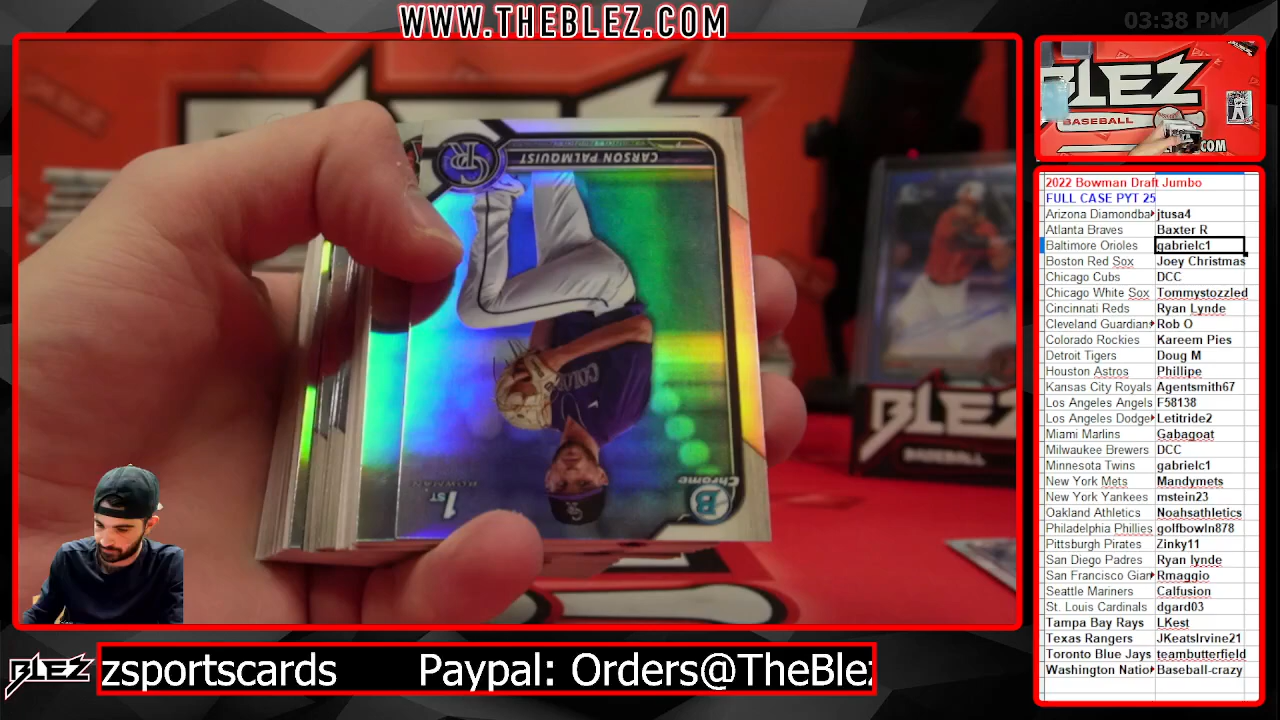 WWW.THEBLEZ.COM
03:38 PM
BLEZ
BASEBALL
.COM
CARSON PALMQUIST
CR
COLO
1ST
BOWMAN
B
Chrome
BLEZ
BASEBALL
2022 Bowman Draft Jumbo
FULL CASE PYT 25
Arizona Diamondba jtusa4
Atlanta Braves Baxter R
Baltimore Orioles gabrielc1
Boston Red Sox Joey Christmas
Chicago Cubs DCC
Chicago White Sox Tommystozzled
Cincinnati Reds Ryan Lynde
Cleveland Guardian Rob O
Colorado Rockies Kareem Pies
Detroit Tigers Doug M
Houston Astros Phillipe
Kansas City Royals Agentsmith67
Los Angeles Angels F58138
Los Angeles Dodge Letitride2
Miami Marlins Gabagoat
Milwaukee Brewers DCC
Minnesota Twins gabrielc1
New York Mets Mandymets
New York Yankees mstein23
Oakland Athletics Noahsathletics
Philadelphia Phillies golfbowln878
Pittsburgh Pirates Zinky11
San Diego Padres Ryan lynde
San Francisco Gian Rmaggio
Seattle Mariners Calfusion
St. Louis Cardinals dgard03
Tampa Bay Rays LKest
Texas Rangers JKeatsIrvine21
Toronto Blue Jays teambutterfield
Washington Natio Baseball-crazy
BLEZ
zsportscards Paypal: Orders@TheBlez